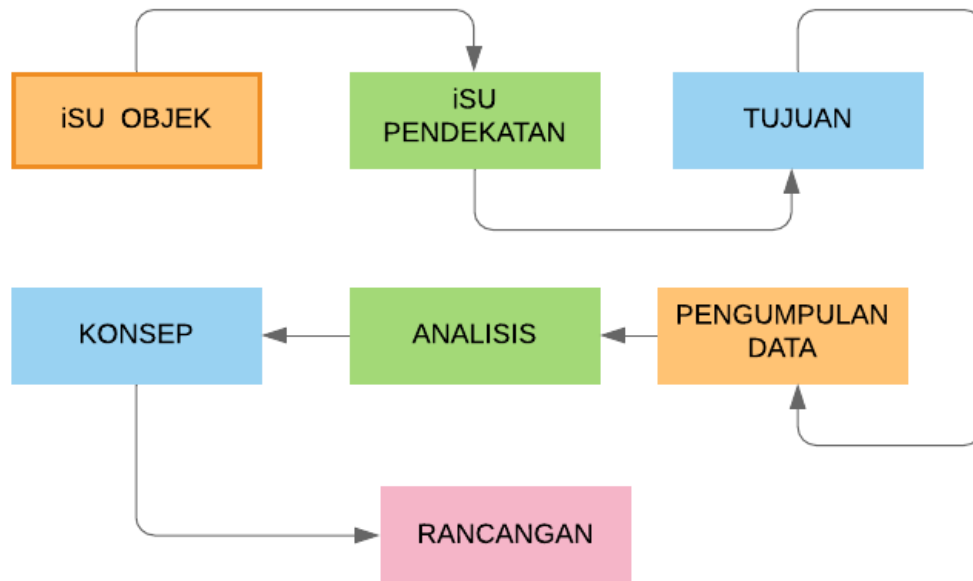 iSU OBJEK
iSU
PENDEKATAN
TUJUAN
PENGUMPULAN
DATA
ANALISIS
KONSEP
RANCANGAN